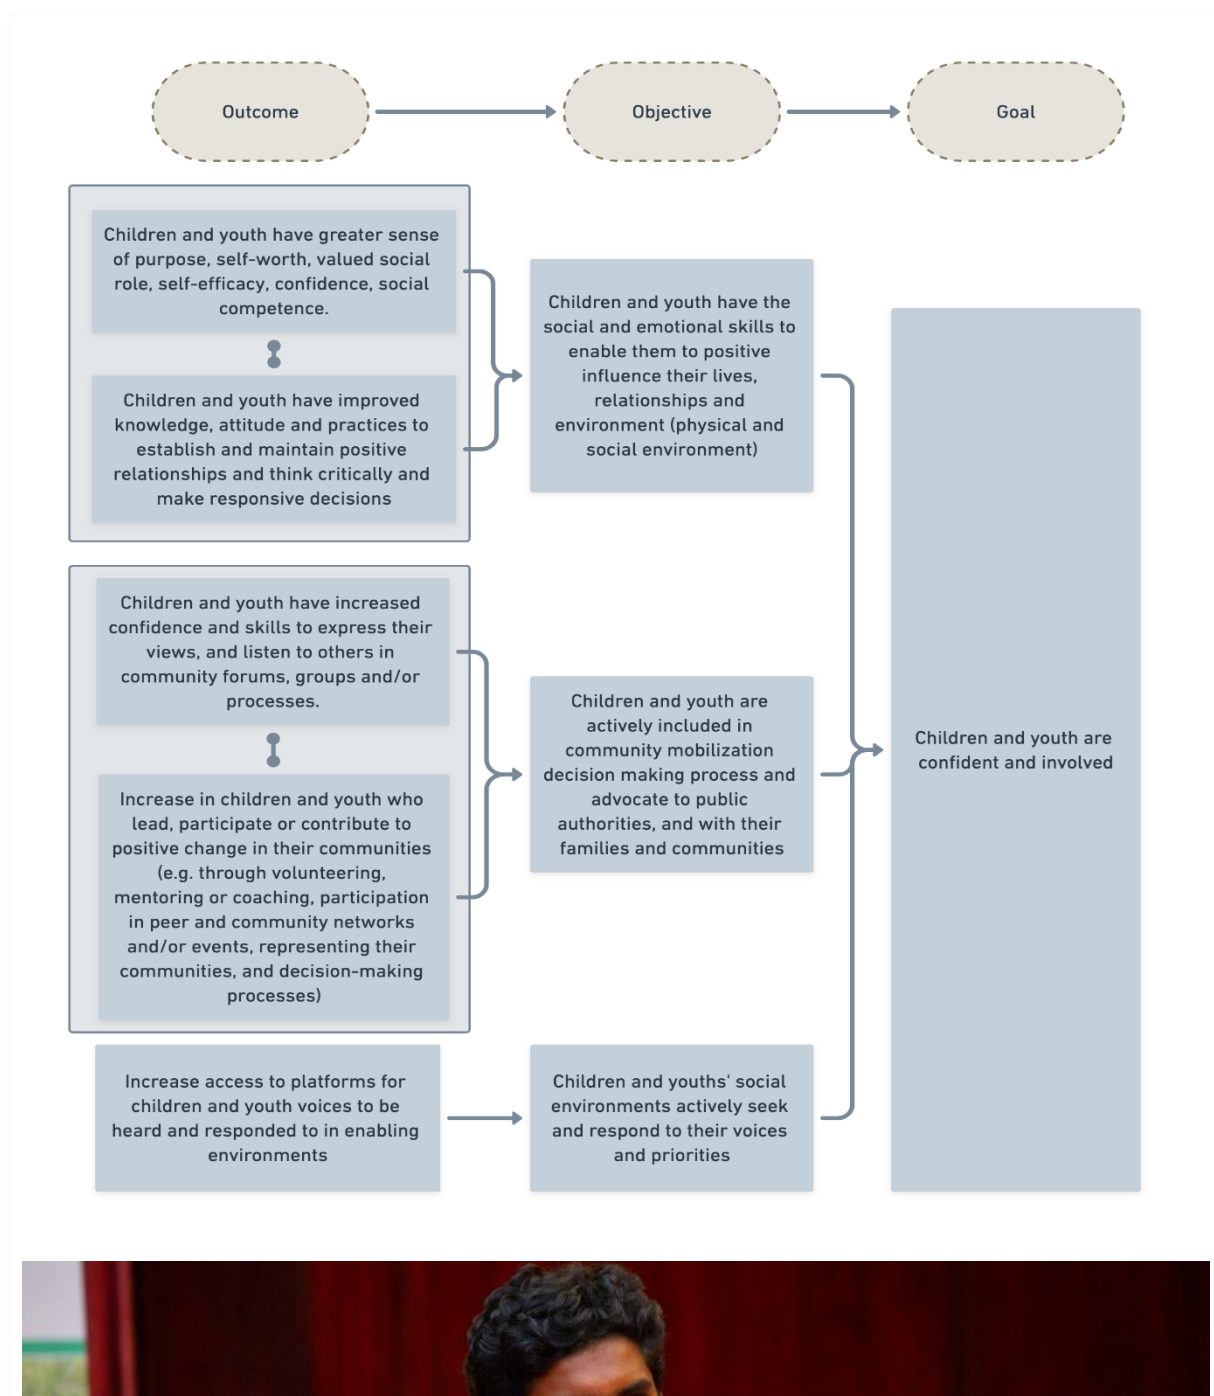 Outcome
Objective
Goal
Children and youth have greater sense
of purpose, self-worth, valued social
role, self-efficacy, confidence, social
competence.
Children and youth have improved
knowledge, attitude and practices to
establish and maintain positive
relationships and think critically and
make responsive decisions
Children and youth have the
social and emotional skills to
enable them to positive
influence their lives,
relationships and
environment (physical and
social environment)
Children and youth have increased
confidence and skills to express their
views, and listen to others in
community forums, groups and/or
processes.
Increase in children and youth who
lead, participate or contribute to
positive change in their communities
(e.g. through volunteering,
mentoring or coaching, participation
in peer and community networks
and/or events, representing their
communities, and decision-making
processes)
Children and youth are
actively included in
community mobilization
decision making process and
advocate to public
authorities, and with their
families and communities
Increase access to platforms for
children and youth voices to be
heard and responded to in enabling
environments
Children and youths' social
environments actively seek
and respond to their voices
and priorities
Children and youth are
confident and involved